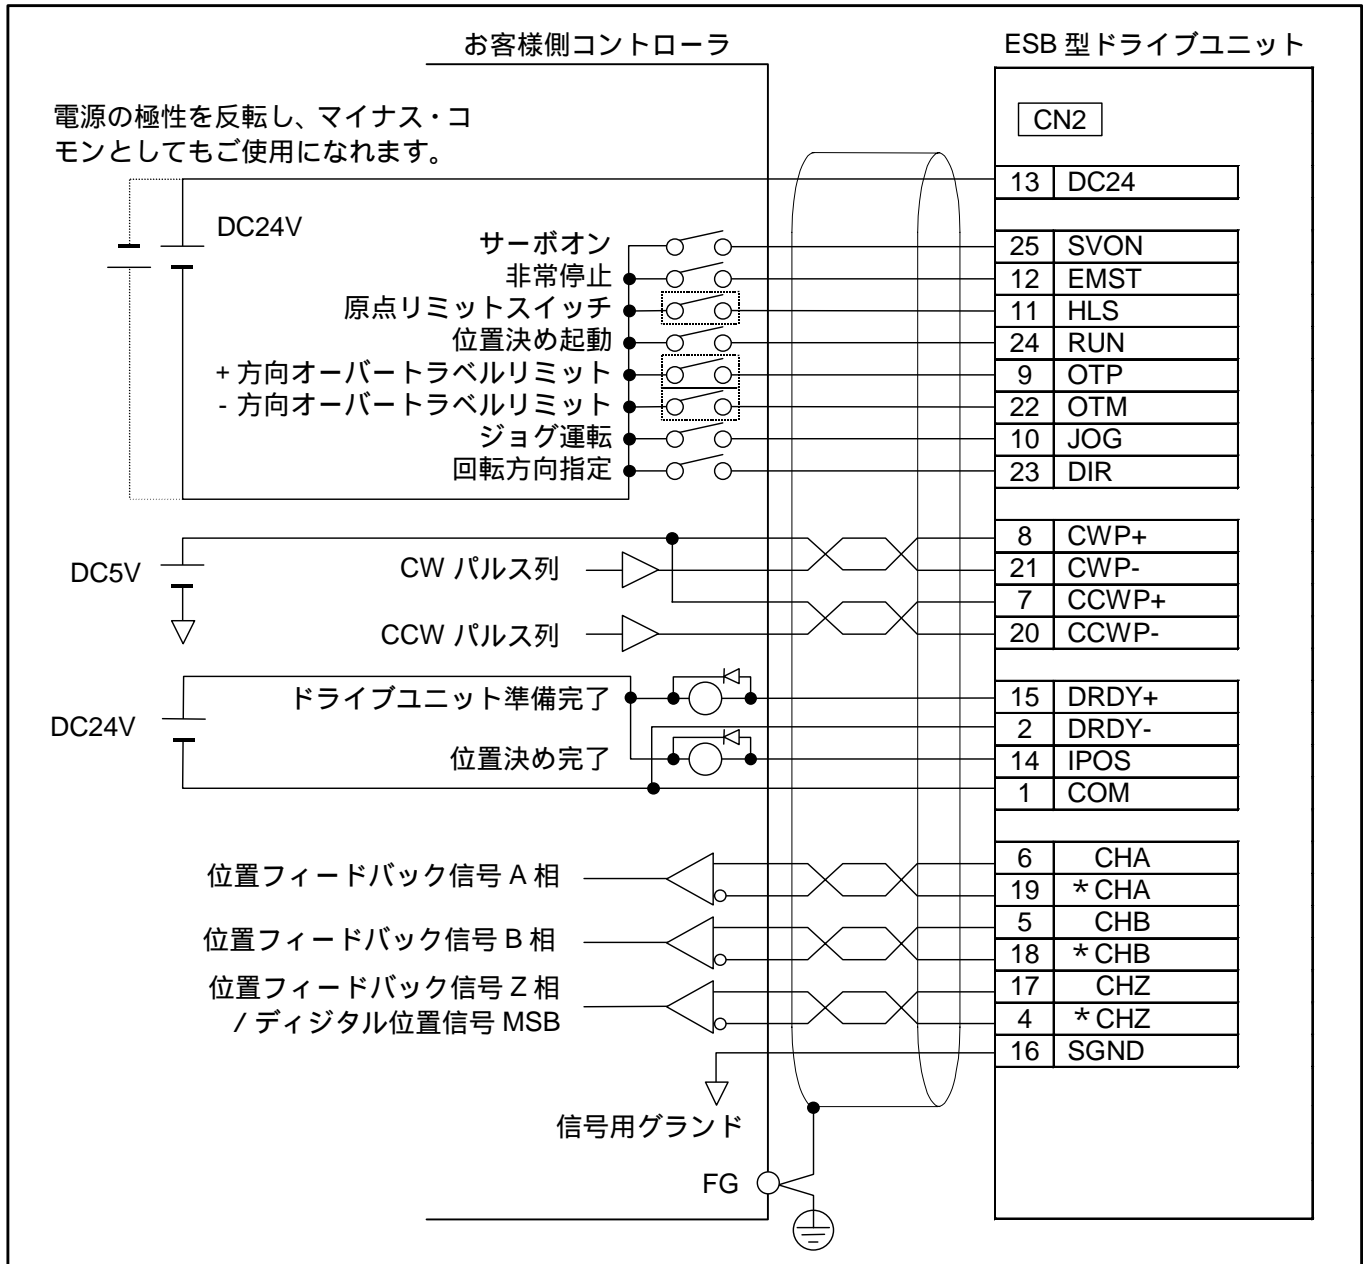 お客様側コントローラ
ESB 型ドライブユニット
電源の極性を反転し、マイナス・コ
モンとしてもご使用になれます。
CN2
13 DC24
DC24V
サーボオン 25 SVON
非常停止 12 EMST
原点リミットスイッチ 11 HLS
位置決め起動 24 RUN
+ 方向オーバートラベルリミット 9 OTP
- 方向オーバートラベルリミット 22 OTM
ジョグ運転 10 JOG
回転方向指定 23 DIR
8 CWP+
DC5V CW パルス列 21 CWP-
7 CCWP+
CCW パルス列 20 CCWP-
ドライブユニット準備完了 15 DRDY+
DC24V 2 DRDY-
位置決め完了 14 IPOS
1 COM
6 CHA
位置フィードバック信号 A 相
19 *CHA
5 CHB
位置フィードバック信号 B 相
18 *CHB
位置フィードバック信号 Z 相 17 CHZ
/ ディジタル位置信号 MSB 4 *CHZ
16 SGND
信号用グランド
FG